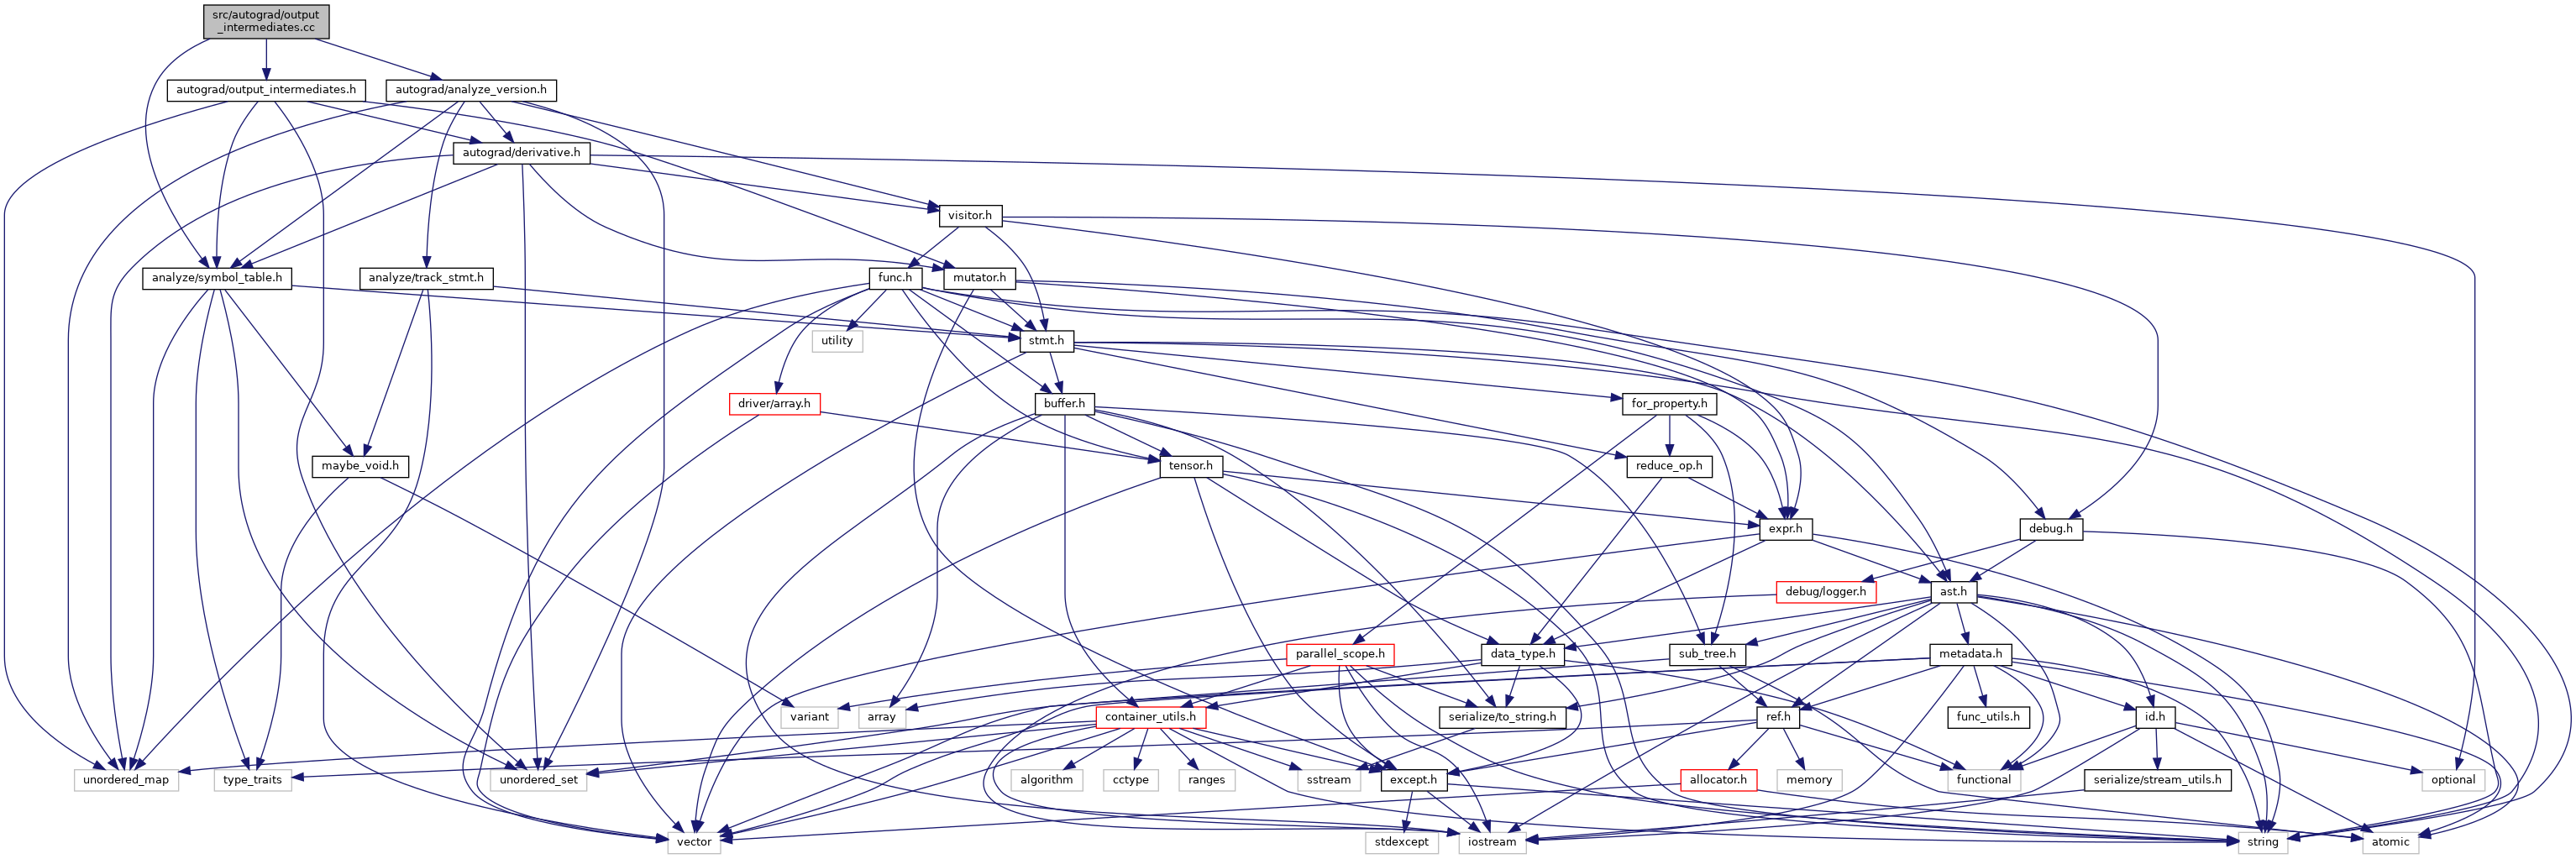 src/autograd/output
_intermediates.cc
autograd/output_intermediates.h
autograd/analyze_version.h
autograd/derivative.h
visitor.h
analyze/symbol_table.h
analyze/track_stmt.h
func.h
mutator.h
utility
stmt.h
driver/array.h
buffer.h
for_property.h
maybe_void.h
tensor.h
reduce_op.h
expr.h
debug.h
debug/logger.h
ast.h
parallel_scope.h
data_type.h
sub_tree.h
metadata.h
variant
array
container_utils.h
serialize/to_string.h
ref.h
func_utils.h
id.h
unordered_map
type_traits
unordered_set
algorithm
cctype
ranges
sstream
except.h
allocator.h
memory
functional
serialize/stream_utils.h
optional
vector
stdexcept
iostream
string
atomic